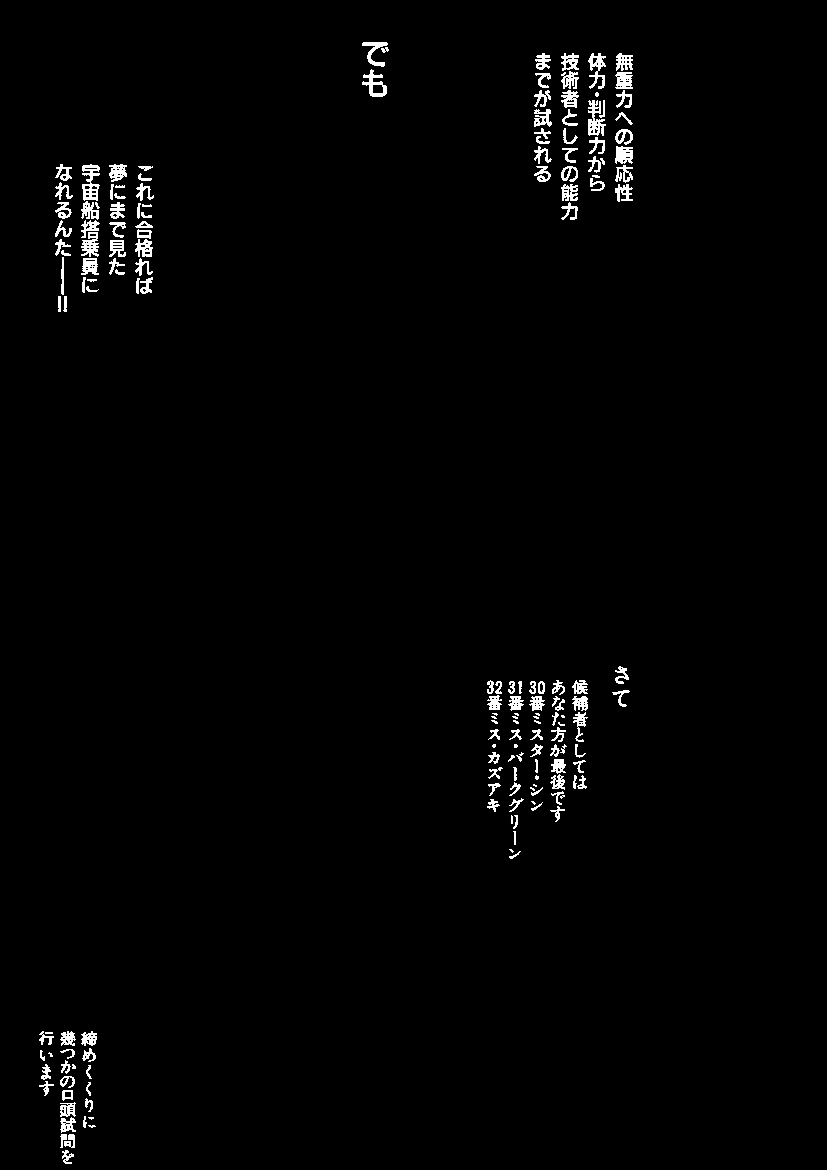 無重力への順応性
体力・判断力から
技術者としての能力
までが試される
でも
これに合格れば
夢にまで見た
宇宙船搭乗員に
なれるんだ――!!
さて
候補者としては
あなた方が最後です
30番ミスター・シン
31番ミス・パークグリーン
32番ミス・カズアキ
締めくくりに
幾つかの口頭試問を
行います